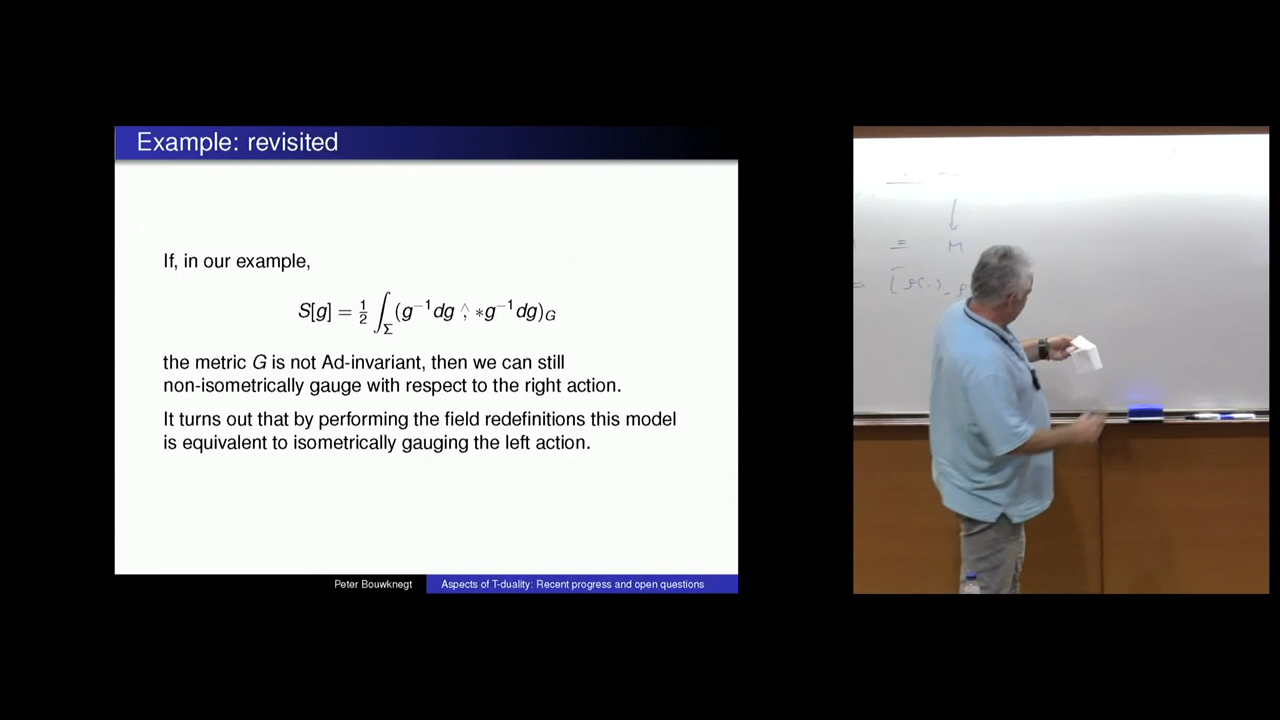 Example: revisited
If, in our example,
S[g] = ½ ∫_Σ (g⁻¹dg ∧, *g⁻¹dg)_G
the metric G is not Ad-invariant, then we can still
non-isometrically gauge with respect to the right action.
It turns out that by performing the field redefinitions this model
is equivalent to isometrically gauging the left action.
Peter Bouwknegt
Aspects of T-duality: Recent progress and open questions
↓
= M
= [ρ(·)